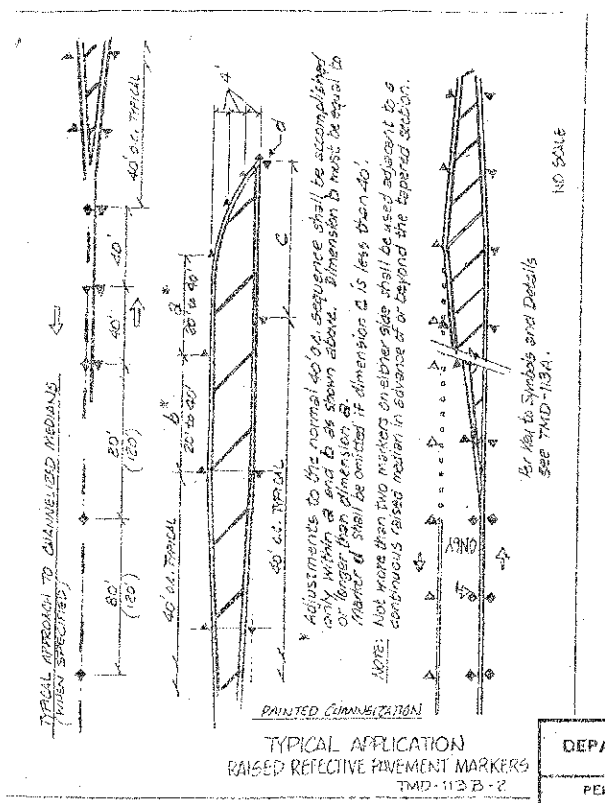 TYPICAL APPROACH TO CHANNELIZED MEDIANS
(WHEN SPECIFIED)
80'
(120')
80'
(120')
40'
40'
40' O.C. TYPICAL
40' O.C. TYPICAL
b*
20' to 40'
a*
20' to 40'
4'
d
40' O.C. TYPICAL
c
* Adjustments to the normal 40' o.c. sequence shall be accomplished
only within a and b as shown above. Dimension b must be equal to
or longer than dimension a.
Marker d shall be omitted if dimension c is less than 40'.
NOTE: Not more than two markers on either side shall be used adjacent to a
continuous raised median in advance of or beyond the tapered section.
ONLY
For Key to Symbols and Details
see TMD-113A.
NO SCALE
PAINTED CHANNELIZATION
TYPICAL APPLICATION
RAISED REFLECTIVE PAVEMENT MARKERS
TMD-113B-2
DEPA
PE